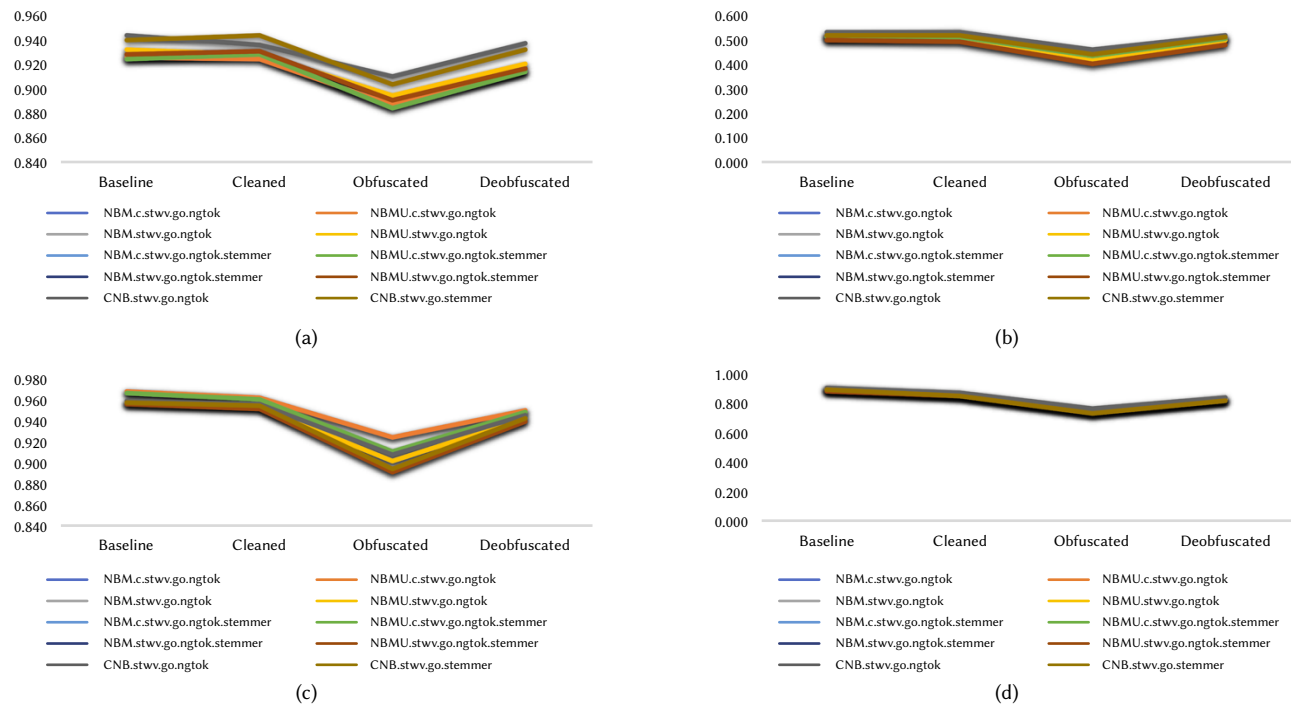 0.960
0.940
0.920
0.900
0.880
0.860
0.840
Baseline Cleaned Obfuscated Deobfuscated
NBM.c.stwv.go.ngtok NBMU.c.stwv.go.ngtok
NBM.stwv.go.ngtok NBMU.stwv.go.ngtok
NBM.c.stwv.go.ngtok.stemmer NBMU.c.stwv.go.ngtok.stemmer
NBM.stwv.go.ngtok.stemmer NBMU.stwv.go.ngtok.stemmer
CNB.stwv.go.ngtok CNB.stwv.go.stemmer
(a)
0.600
0.500
0.400
0.300
0.200
0.100
0.000
Baseline Cleaned Obfuscated Deobfuscated
NBM.c.stwv.go.ngtok NBMU.c.stwv.go.ngtok
NBM.stwv.go.ngtok NBMU.stwv.go.ngtok
NBM.c.stwv.go.ngtok.stemmer NBMU.c.stwv.go.ngtok.stemmer
NBM.stwv.go.ngtok.stemmer NBMU.stwv.go.ngtok.stemmer
CNB.stwv.go.ngtok CNB.stwv.go.stemmer
(b)
0.980
0.960
0.940
0.920
0.900
0.880
0.860
0.840
Baseline Cleaned Obfuscated Deobfuscated
NBM.c.stwv.go.ngtok NBMU.c.stwv.go.ngtok
NBM.stwv.go.ngtok NBMU.stwv.go.ngtok
NBM.c.stwv.go.ngtok.stemmer NBMU.c.stwv.go.ngtok.stemmer
NBM.stwv.go.ngtok.stemmer NBMU.stwv.go.ngtok.stemmer
CNB.stwv.go.ngtok CNB.stwv.go.stemmer
(c)
1.000
0.800
0.600
0.400
0.200
0.000
Baseline Cleaned Obfuscated Deobfuscated
NBM.c.stwv.go.ngtok NBMU.c.stwv.go.ngtok
NBM.stwv.go.ngtok NBMU.stwv.go.ngtok
NBM.c.stwv.go.ngtok.stemmer NBMU.c.stwv.go.ngtok.stemmer
NBM.stwv.go.ngtok.stemmer NBMU.stwv.go.ngtok.stemmer
CNB.stwv.go.ngtok CNB.stwv.go.stemmer
(d)